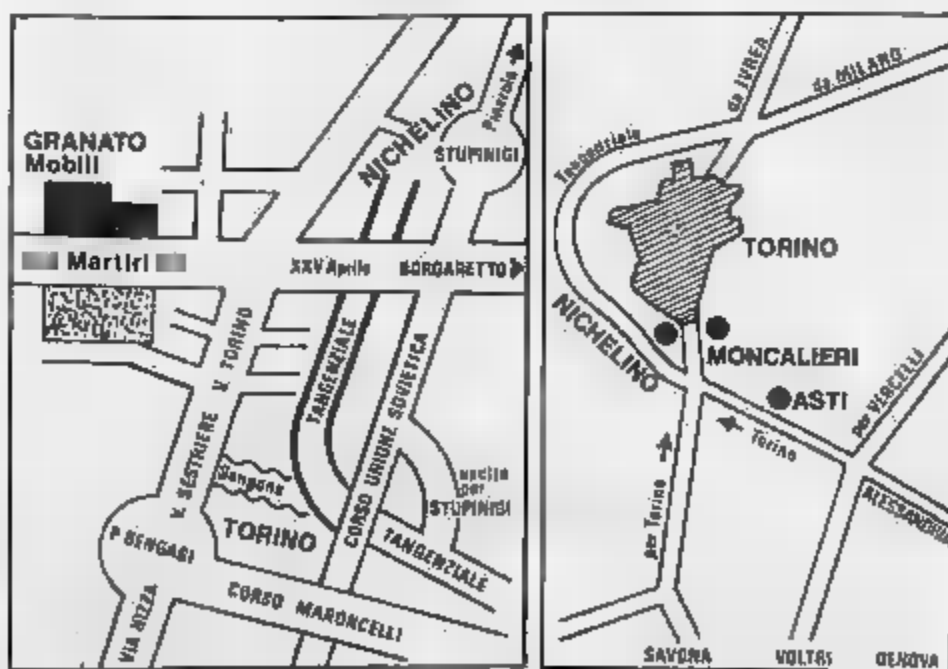 GRANATO
Mobili
Martiri
NICHELINO
Pinerolo
STUPINIGI
XXV Aprile
BORGARETTO
V. TORINO
V. SESTRIERE
TANGENZIALE
CORSO UNIONE SOVIETICA
Sangone
TORINO
uscita
per
STUPINIGI
TANGENZIALE
P. BENGASI
CORSO MARONCELLI
VIA NIZZA
da IVREA
da MILANO
Tangenziale
TORINO
NICHELINO
MONCALIERI
ASTI
per VERCELLI
Torino
per Torino
ALESSANDRIA
SAVONA
VOLTRI
GENOVA